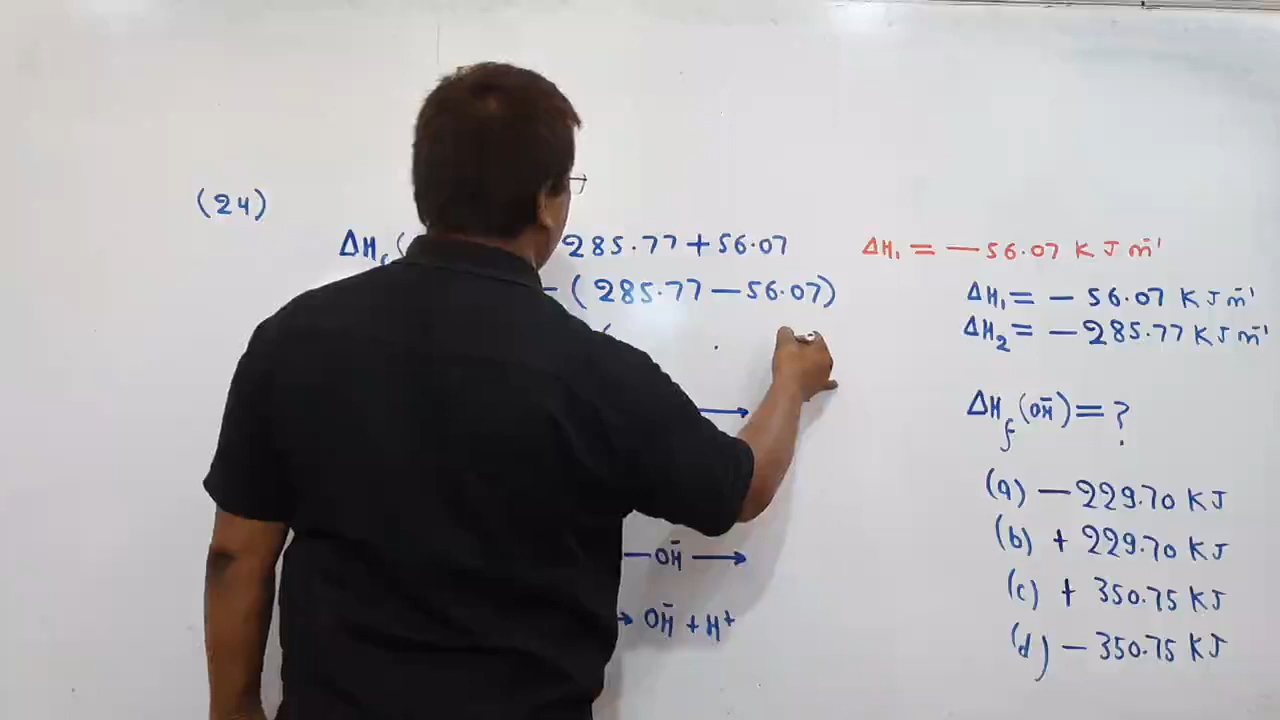 (24)
ΔHf( 285.77 + 56.07
– (285.77 – 56.07)
(
⟶
– OH̄ ⟶
→ OH̄ + H⁺
ΔH₁ = – 56.07 KJ m⁻¹
ΔH₁ = – 56.07 KJ m⁻¹
ΔH₂ = – 285.77 KJ m⁻¹
ΔHf(OH̄) = ?
(a) – 229.70 KJ
(b) + 229.70 KJ
(c) + 350.75 KJ
(d) – 350.75 KJ